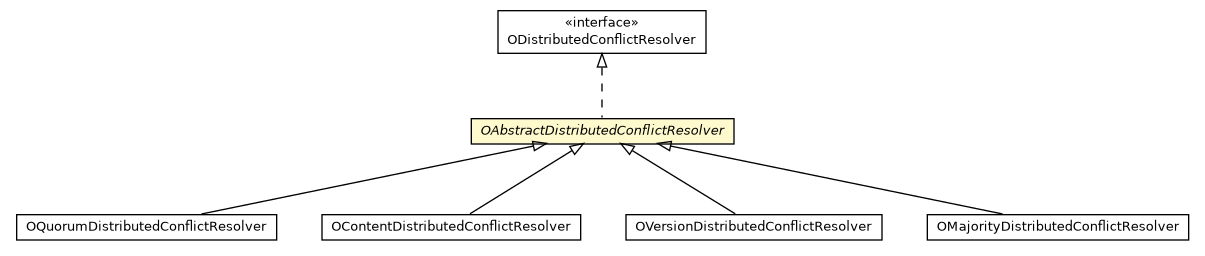 «interface»
ODistributedConflictResolver
OAbstractDistributedConflictResolver
OQuorumDistributedConflictResolver
OContentDistributedConflictResolver
OVersionDistributedConflictResolver
OMajorityDistributedConflictResolver